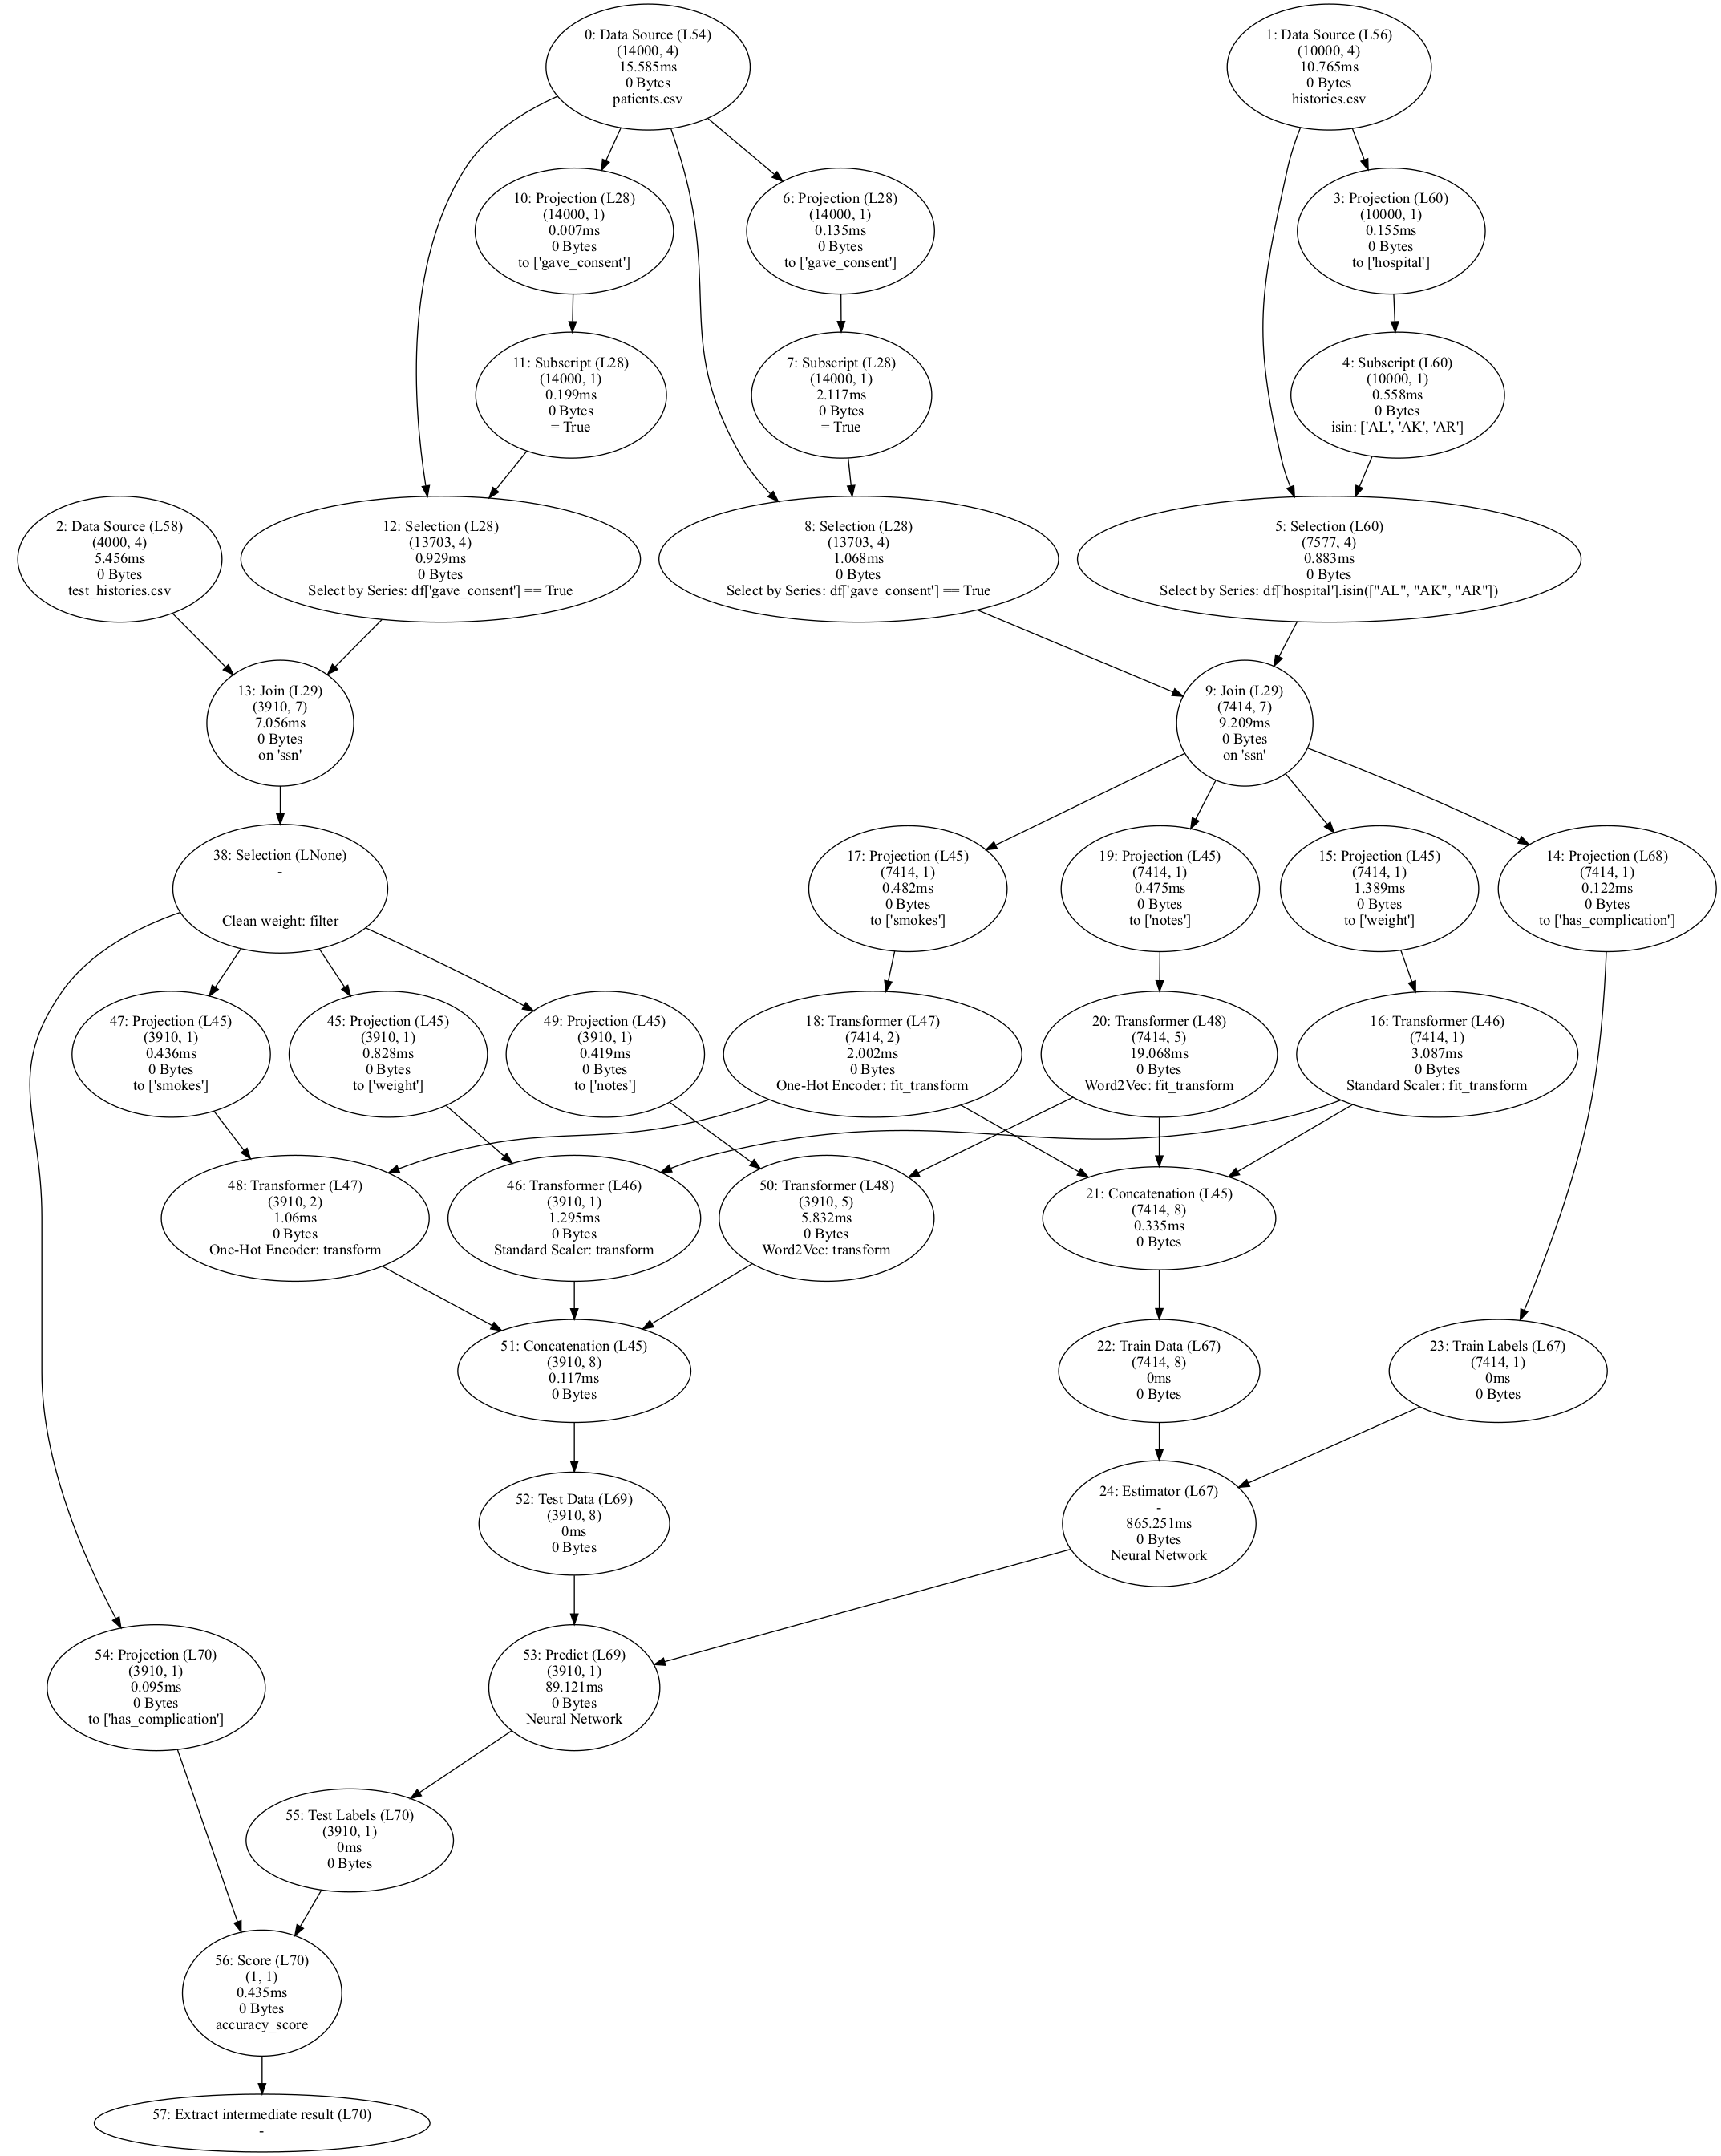 0: Data Source (L54)
(14000, 4)
15.585ms
0 Bytes
patients.csv
1: Data Source (L56)
(10000, 4)
10.765ms
0 Bytes
histories.csv
10: Projection (L28)
(14000, 1)
0.007ms
0 Bytes
to ['gave_consent']
6: Projection (L28)
(14000, 1)
0.135ms
0 Bytes
to ['gave_consent']
3: Projection (L60)
(10000, 1)
0.155ms
0 Bytes
to ['hospital']
11: Subscript (L28)
(14000, 1)
0.199ms
0 Bytes
= True
7: Subscript (L28)
(14000, 1)
2.117ms
0 Bytes
= True
4: Subscript (L60)
(10000, 1)
0.558ms
0 Bytes
isin: ['AL', 'AK', 'AR']
2: Data Source (L58)
(4000, 4)
5.456ms
0 Bytes
test_histories.csv
12: Selection (L28)
(13703, 4)
0.929ms
0 Bytes
Select by Series: df['gave_consent'] == True
8: Selection (L28)
(13703, 4)
1.068ms
0 Bytes
Select by Series: df['gave_consent'] == True
5: Selection (L60)
(7577, 4)
0.883ms
0 Bytes
Select by Series: df['hospital'].isin(["AL", "AK", "AR"])
13: Join (L29)
(3910, 7)
7.056ms
0 Bytes
on 'ssn'
9: Join (L29)
(7414, 7)
9.209ms
0 Bytes
on 'ssn'
38: Selection (LNone)
-
Clean weight: filter
17: Projection (L45)
(7414, 1)
0.482ms
0 Bytes
to ['smokes']
19: Projection (L45)
(7414, 1)
0.475ms
0 Bytes
to ['notes']
15: Projection (L45)
(7414, 1)
1.389ms
0 Bytes
to ['weight']
14: Projection (L68)
(7414, 1)
0.122ms
0 Bytes
to ['has_complication']
47: Projection (L45)
(3910, 1)
0.436ms
0 Bytes
to ['smokes']
45: Projection (L45)
(3910, 1)
0.828ms
0 Bytes
to ['weight']
49: Projection (L45)
(3910, 1)
0.419ms
0 Bytes
to ['notes']
18: Transformer (L47)
(7414, 2)
2.002ms
0 Bytes
One-Hot Encoder: fit_transform
20: Transformer (L48)
(7414, 5)
19.068ms
0 Bytes
Word2Vec: fit_transform
16: Transformer (L46)
(7414, 1)
3.087ms
0 Bytes
Standard Scaler: fit_transform
48: Transformer (L47)
(3910, 2)
1.06ms
0 Bytes
One-Hot Encoder: transform
46: Transformer (L46)
(3910, 1)
1.295ms
0 Bytes
Standard Scaler: transform
50: Transformer (L48)
(3910, 5)
5.832ms
0 Bytes
Word2Vec: transform
21: Concatenation (L45)
(7414, 8)
0.335ms
0 Bytes
51: Concatenation (L45)
(3910, 8)
0.117ms
0 Bytes
22: Train Data (L67)
(7414, 8)
0ms
0 Bytes
23: Train Labels (L67)
(7414, 1)
0ms
0 Bytes
52: Test Data (L69)
(3910, 8)
0ms
0 Bytes
24: Estimator (L67)
-
865.251ms
0 Bytes
Neural Network
54: Projection (L70)
(3910, 1)
0.095ms
0 Bytes
to ['has_complication']
53: Predict (L69)
(3910, 1)
89.121ms
0 Bytes
Neural Network
55: Test Labels (L70)
(3910, 1)
0ms
0 Bytes
56: Score (L70)
(1, 1)
0.435ms
0 Bytes
accuracy_score
57: Extract intermediate result (L70)
-